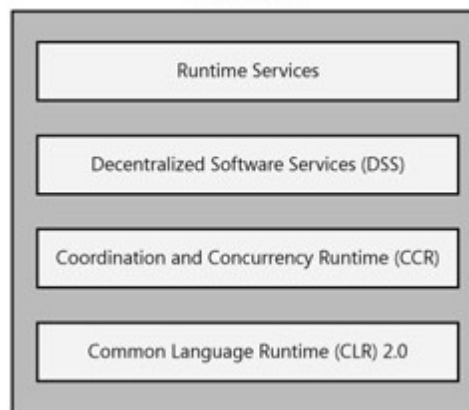 Runtime Services
Decentralized Software Services (DSS)
Coordination and Concurrency Runtime (CCR)
Common Language Runtime (CLR) 2.0